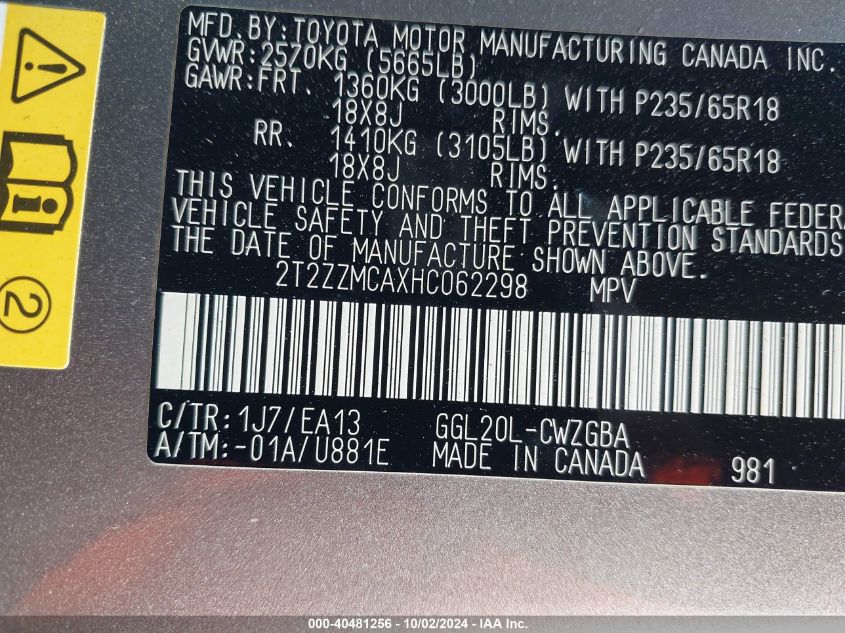 MFD.BY:TOYOTA MOTOR MANUFACTURING CANADA INC.
GVWR:2570KG (5665LB)
GAWR:FRT. 1360KG (3000LB) WITH P235/65R18
18X8J RIMS.
RR. 1410KG (3105LB) WITH P235/65R18
18X8J RIMS.
THIS VEHICLE CONFORMS TO ALL APPLICABLE FEDER
VEHICLE SAFETY AND THEFT PREVENTION STANDARDS
THE DATE OF MANUFACTURE SHOWN ABOVE.
2T2ZZMCAXHC062298 MPV
C/TR:1J7/EA13 GGL20L-CWZGBA
A/TM:-01A/U881E MADE IN CANADA 981
2
000-40481256 - 10/02/2024 - IAA Inc.